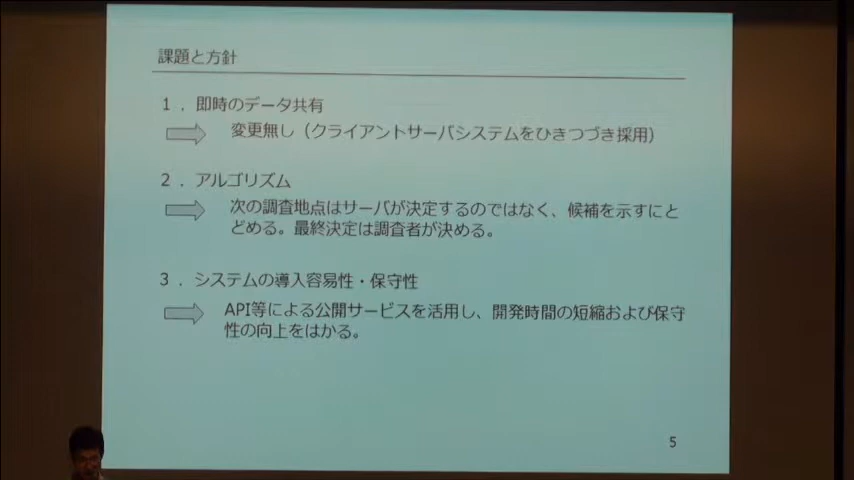 課題と方針
1．即時のデータ共有
変更無し（クライアントサーバシステムをひきつづき採用）
2．アルゴリズム
次の調査地点はサーバが決定するのではなく、候補を示すにと
どめる。最終決定は調査者が決める。
3．システムの導入容易性・保守性
API等による公開サービスを活用し、開発時間の短縮および保守
性の向上をはかる。
5